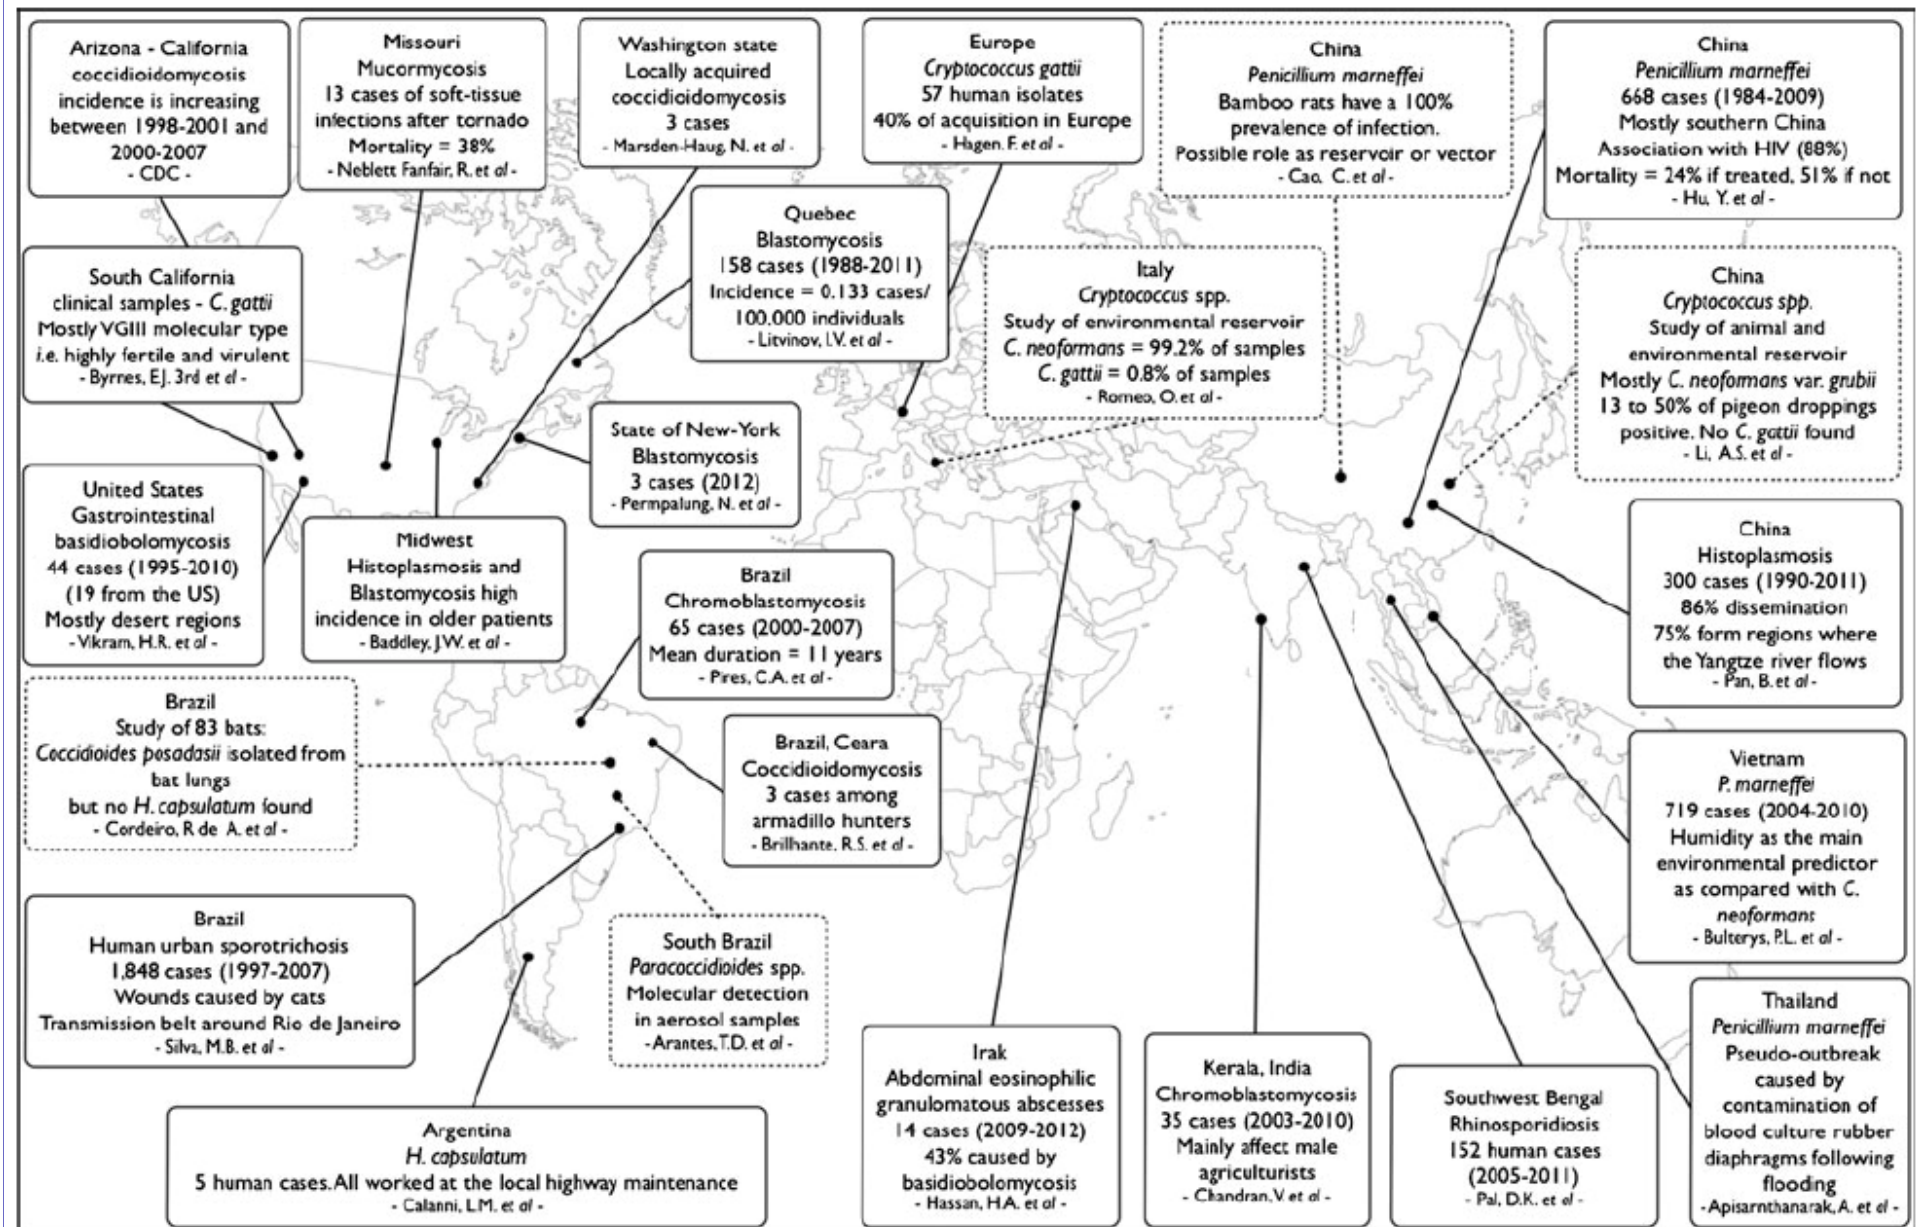 Arizona - California
coccidioidomycosis
incidence is increasing
between 1998-2001 and
2000-2007
- CDC -
Missouri
Mucormycosis
13 cases of soft-tissue
infections after tornado
Mortality = 38%
- Neblett Fanfair, R. et al -
Washington state
Locally acquired
coccidioidomycosis
3 cases
- Marsden-Haug, N. et al -
Europe
Cryptococcus gattii
57 human isolates
40% of acquisition in Europe
- Hagen. F. et al -
China
Penicillium marneffei
Bamboo rats have a 100%
prevalence of infection.
Possible role as reservoir or vector
- Cao, C. et al -
China
Penicillium marneffei
668 cases (1984-2009)
Mostly southern China
Association with HIV (88%)
Mortality = 24% if treated, 51% if not
- Hu, Y. et al -
South California
clinical samples - C. gattii
Mostly VGIII molecular type
i.e. highly fertile and virulent
- Byrnes, E.J. 3rd et al -
Quebec
Blastomycosis
158 cases (1988-2011)
Incidence = 0.133 cases/
100,000 individuals
- Litvinov, I.V. et al -
Italy
Cryptococcus spp.
Study of environmental reservoir
C. neoformans = 99.2% of samples
C. gattii = 0.8% of samples
- Romeo, O. et al -
China
Cryptococcus spp.
Study of animal and
environmental reservoir
Mostly C. neoformans var. grubii
13 to 50% of pigeon droppings
positive. No C. gattii found
- Li, A.S. et al -
United States
Gastrointestinal
basidiobolomycosis
44 cases (1995-2010)
(19 from the US)
Mostly desert regions
- Vikram, H.R. et al -
Midwest
Histoplasmosis and
Blastomycosis high
incidence in older patients
- Baddley, J.W. et al -
State of New-York
Blastomycosis
3 cases (2012)
- Permpalung, N. et al -
Brazil
Chromoblastomycosis
65 cases (2000-2007)
Mean duration = 11 years
- Pires, C.A. et al -
China
Histoplasmosis
300 cases (1990-2011)
86% dissemination
75% form regions where
the Yangtze river flows
- Pan, B. et al -
Brazil
Study of 83 bats:
Coccidioides posadasii isolated from
bat lungs
but no H. capsulatum found
- Cordeiro, R de A. et al -
Brazil, Ceara
Coccidioidomycosis
3 cases among
armadillo hunters
- Brillhante, R.S. et al -
Vietnam
P. marneffei
719 cases (2004-2010)
Humidity as the main
environmental predictor
as compared with C.
neoformans
- Bulterys, P.L. et al -
Brazil
Human urban sporotrichosis
1,848 cases (1997-2007)
Wounds caused by cats
Transmission belt around Rio de Janeiro
- Silva, M.B. et al -
South Brazil
Paracoccidioides spp.
Molecular detection
in aerosol samples
- Arantes, T.D. et al -
Argentina
H. capsulatum
5 human cases. All worked at the local highway maintenance
- Calanni, L.M. et al -
Irak
Abdominal eosinophilic
granulomatous abscesses
14 cases (2009-2012)
43% caused by
basidiobolomycosis
- Hassan, H.A. et al -
Kerala, India
Chromoblastomycosis
35 cases (2003-2010)
Mainly affect male
agriculturists
- Chandran, V. et al -
Southwest Bengal
Rhinosporidiosis
152 human cases
(2005-2011)
- Pal, D.K. et al -
Thailand
Penicillium marneffei
Pseudo-outbreak
caused by
contamination of
blood culture rubber
diaphragms following
flooding
- Apisarnthanarak, A. et al -